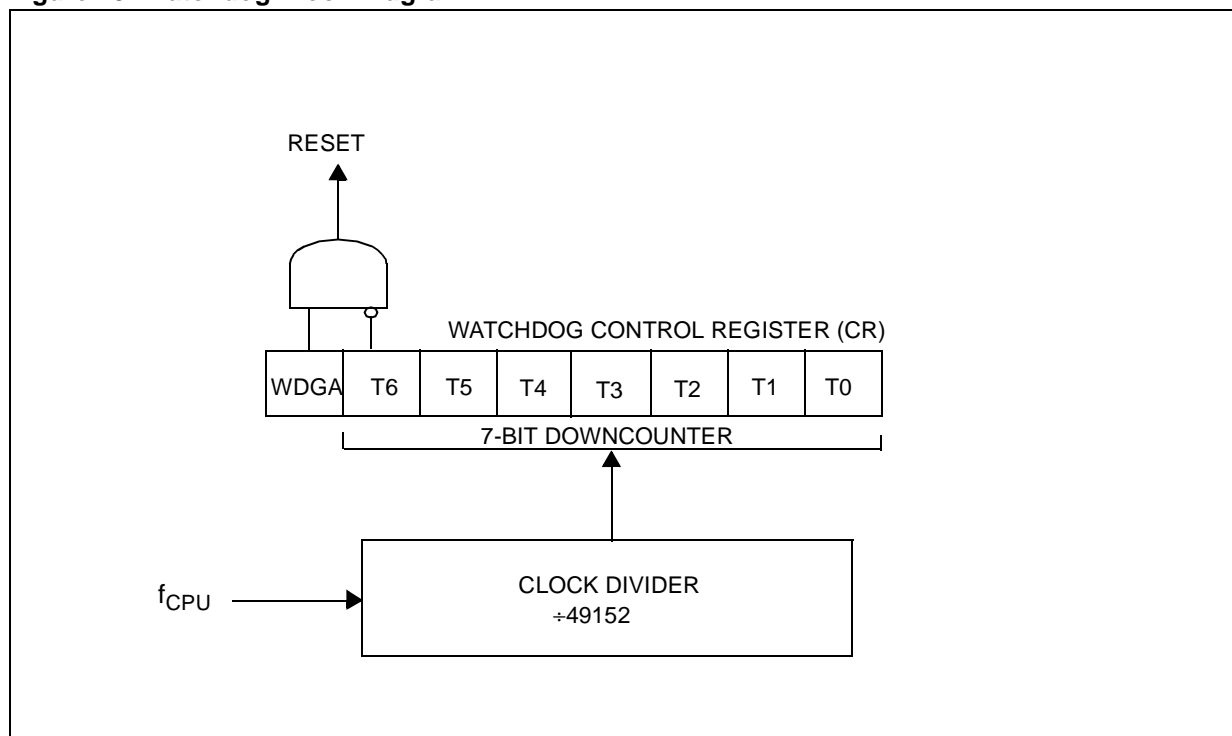 RESET
WATCHDOG CONTROL REGISTER (CR)
WDGA T6 T5 T4 T3 T2 T1 T0
7-BIT DOWNCOUNTER
fCPU
CLOCK DIVIDER
÷49152